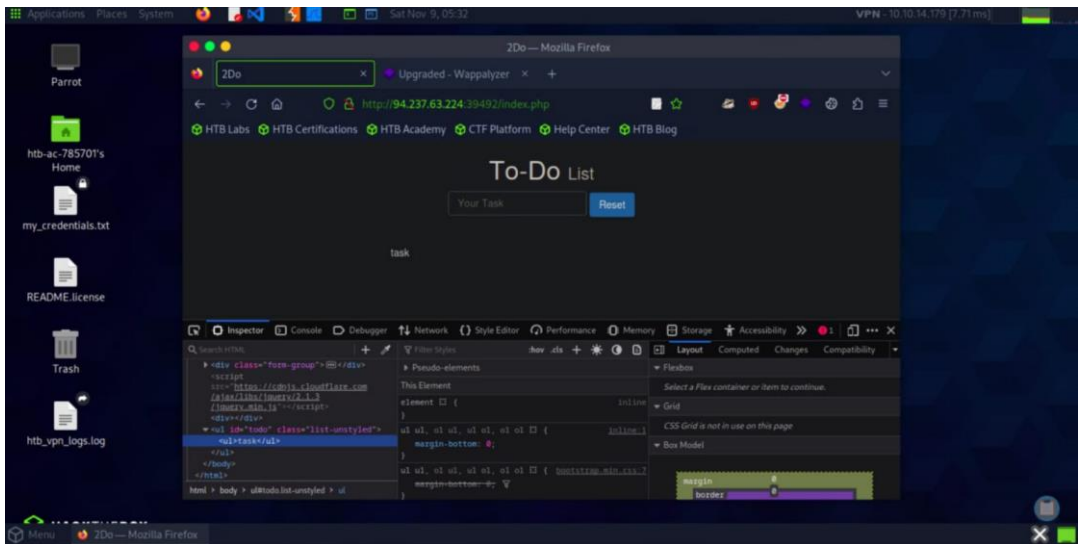 Applications Places System Sat Nov 9, 05:32 VPN - 10.10.14.179 [7.71 ms]
Parrot
htb-ac-785701's
Home
my_credentials.txt
README.license
Trash
htb_vpn_logs.log
2Do — Mozilla Firefox
2Do × Upgraded - Wappalyzer × +
http://94.237.63.224:39492/index.php
HTB Labs HTB Certifications HTB Academy CTF Platform Help Center HTB Blog
To-Do List
Your Task Reset
task
Inspector Console Debugger Network Style Editor Performance Memory Storage Accessibility 1
Search HTML
<div class="form-group"></div>
<script
src="https://cdnjs.cloudflare.com
/ajax/libs/jquery/2.1.3
/jquery.min.js"></script>
<div></div>
<ul id="todo" class="list-unstyled">
<ul>task</ul>
</ul>
</body>
</html>
html > body > ul#todo.list-unstyled > ul
Filter Styles :hov .cls +
Pseudo-elements
This Element
element { inline
}
ul ul, ol ul, ul ol, ol ol { inline:1
margin-bottom: 0;
}
ul ul, ol ul, ul ol, ol ol { bootstrap.min.css:7
margin-bottom: 0;
}
Layout Computed Changes Compatibility
Flexbox
Select a Flex container or item to continue.
Grid
CSS Grid is not in use on this page
Box Model
margin 0
border 0
Menu 2Do — Mozilla Firefox